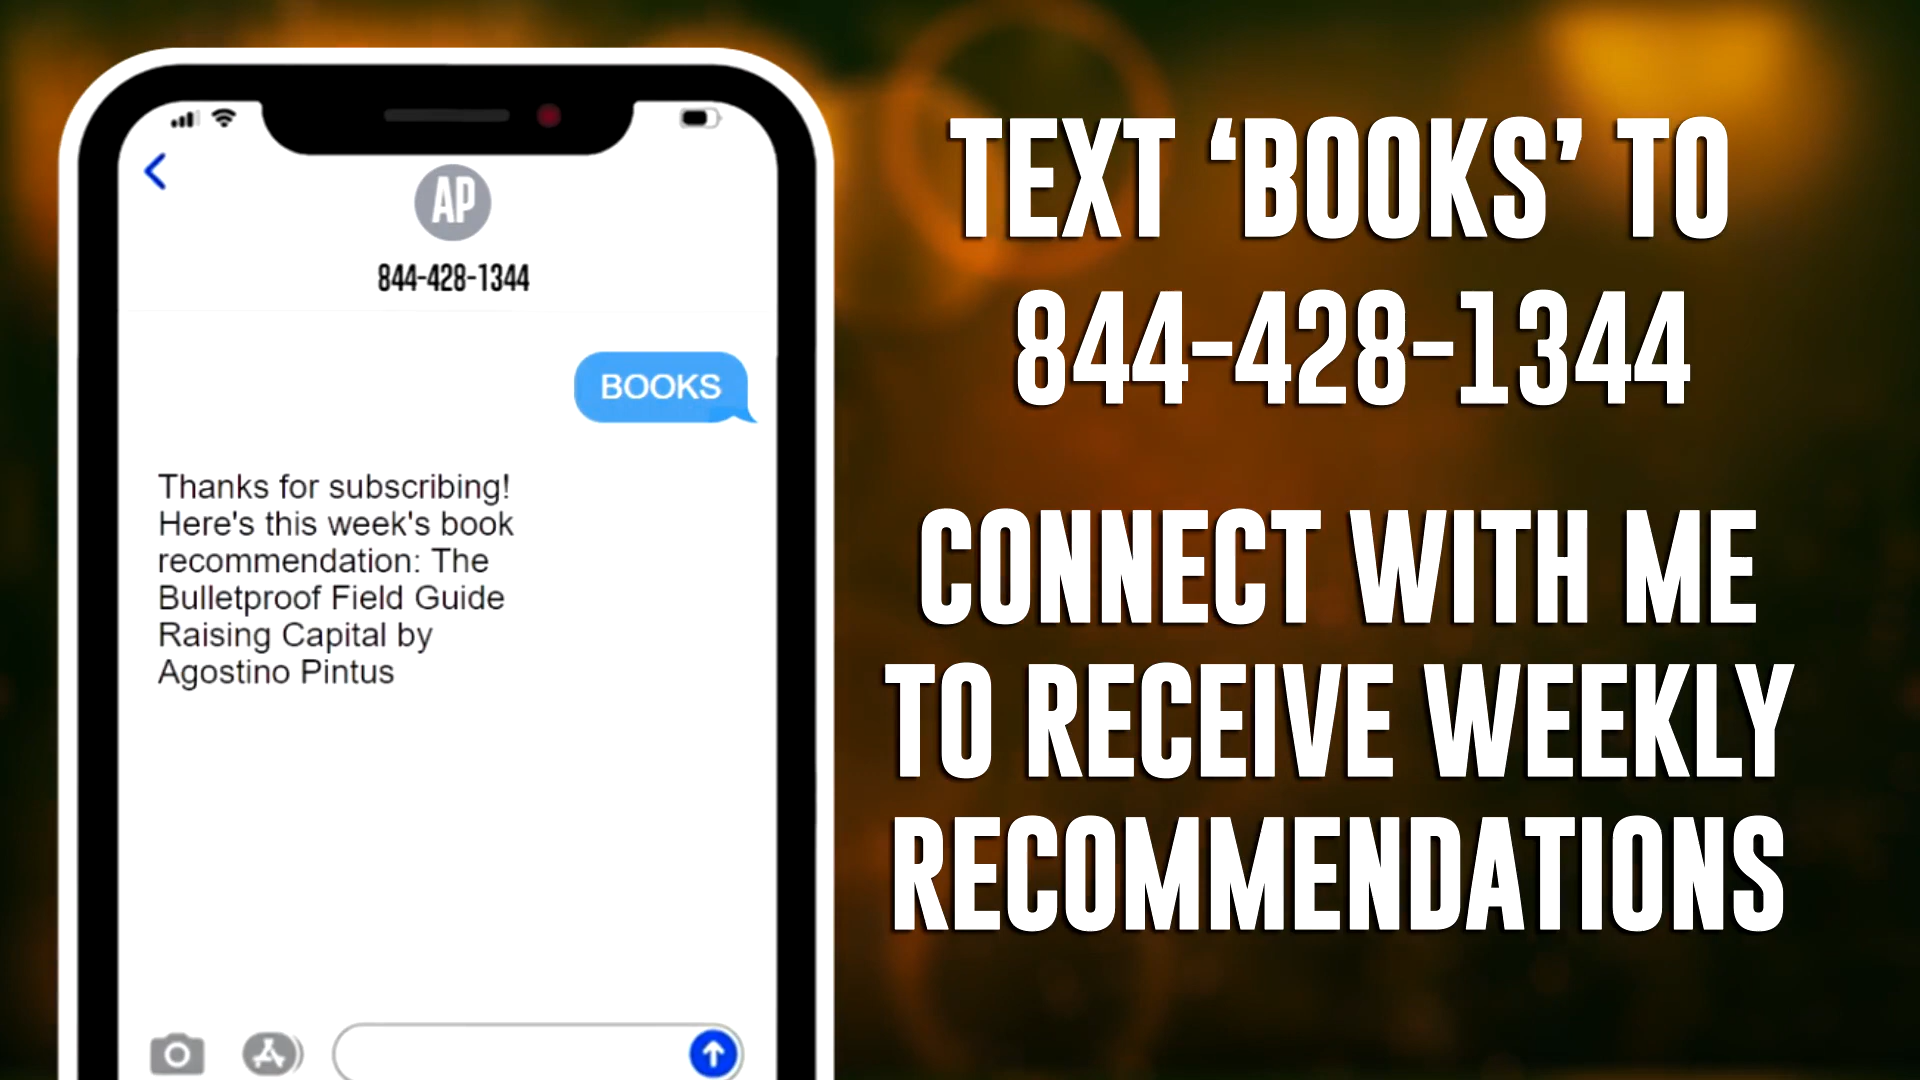 AP
844-428-1344
BOOKS
Thanks for subscribing!
Here's this week's book
recommendation: The
Bulletproof Field Guide
Raising Capital by
Agostino Pintus
TEXT ‘BOOKS’ TO
844-428-1344
CONNECT WITH ME
TO RECEIVE WEEKLY
RECOMMENDATIONS